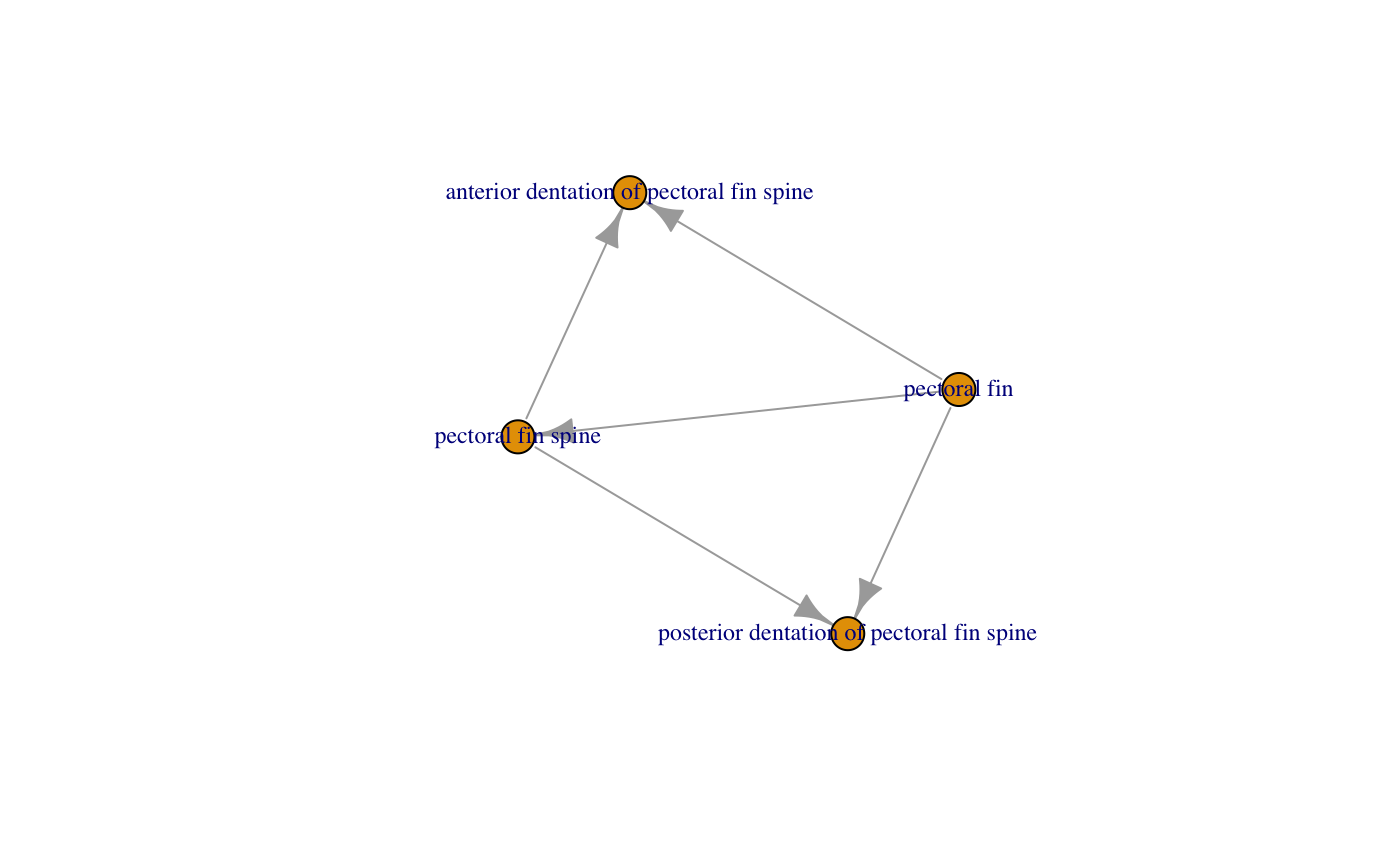 anterior dentation of pectoral fin spine
pectoral fin
pectoral fin spine
posterior dentation of pectoral fin spine